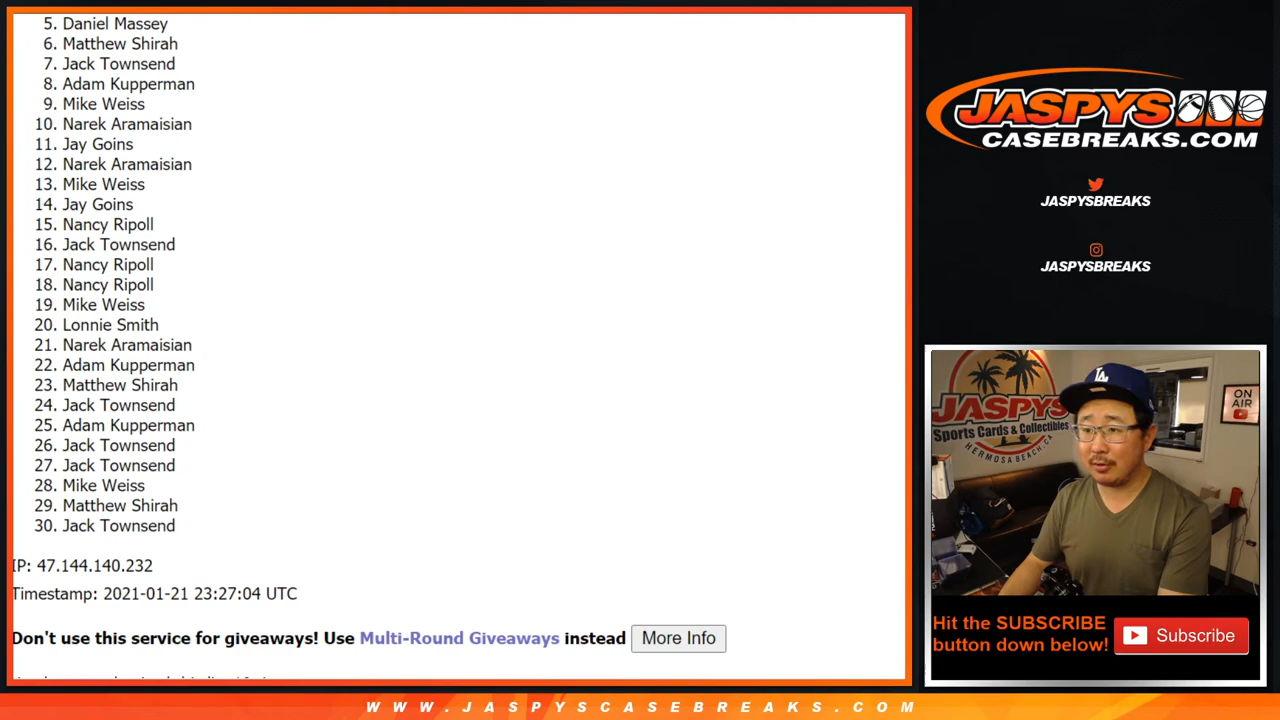 5. Daniel Massey
6. Matthew Shirah
7. Jack Townsend
8. Adam Kupperman
9. Mike Weiss
10. Narek Aramaisian
11. Jay Goins
12. Narek Aramaisian
13. Mike Weiss
14. Jay Goins
15. Nancy Ripoll
16. Jack Townsend
17. Nancy Ripoll
18. Nancy Ripoll
19. Mike Weiss
20. Lonnie Smith
21. Narek Aramaisian
22. Adam Kupperman
23. Matthew Shirah
24. Jack Townsend
25. Adam Kupperman
26. Jack Townsend
27. Jack Townsend
28. Mike Weiss
29. Matthew Shirah
30. Jack Townsend
IP: 47.144.140.232
Timestamp: 2021-01-21 23:27:04 UTC
Don't use this service for giveaways! Use Multi-Round Giveaways instead More Info
JASPYS
CASEBREAKS.COM
JASPYSBREAKS
JASPYSBREAKS
JASPYS
Sports Cards & Collectibles
HERMOSA BEACH, CA
LA
ON
AIR
Hit the SUBSCRIBE
button down below!
Subscribe
WWW.JASPYSCASEBREAKS.COM